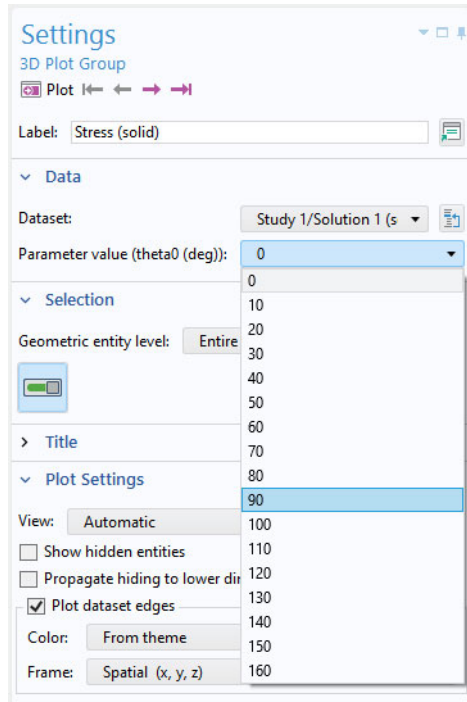 Settings
3D Plot Group
Plot
Label: Stress (solid)
Data
Dataset: Study 1/Solution 1 (s
Parameter value (theta0 (deg)): 0
0
10
20
30
40
50
60
70
80
90
100
110
120
130
140
150
160
Selection
Geometric entity level: Entire
Title
Plot Settings
View: Automatic
Show hidden entities
Propagate hiding to lower dir
Plot dataset edges
Color: From theme
Frame: Spatial (x, y, z)